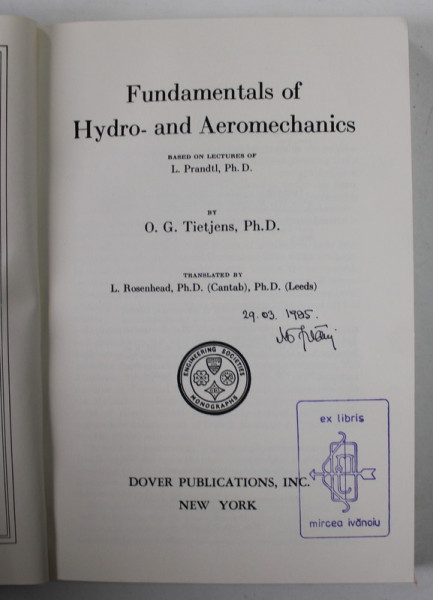 Fundamentals of
Hydro- and Aeromechanics
BASED ON LECTURES OF
L. Prandtl, Ph. D.
BY
O. G. Tietjens, Ph.D.
TRANSLATED BY
L. Rosenhead, Ph.D. (Cantab), Ph.D. (Leeds)
29.03.1985.
ENGINEERING SOCIETIES
MONOGRAPHS
ex libris
mircea ivănoiu
DOVER PUBLICATIONS, INC.
NEW YORK